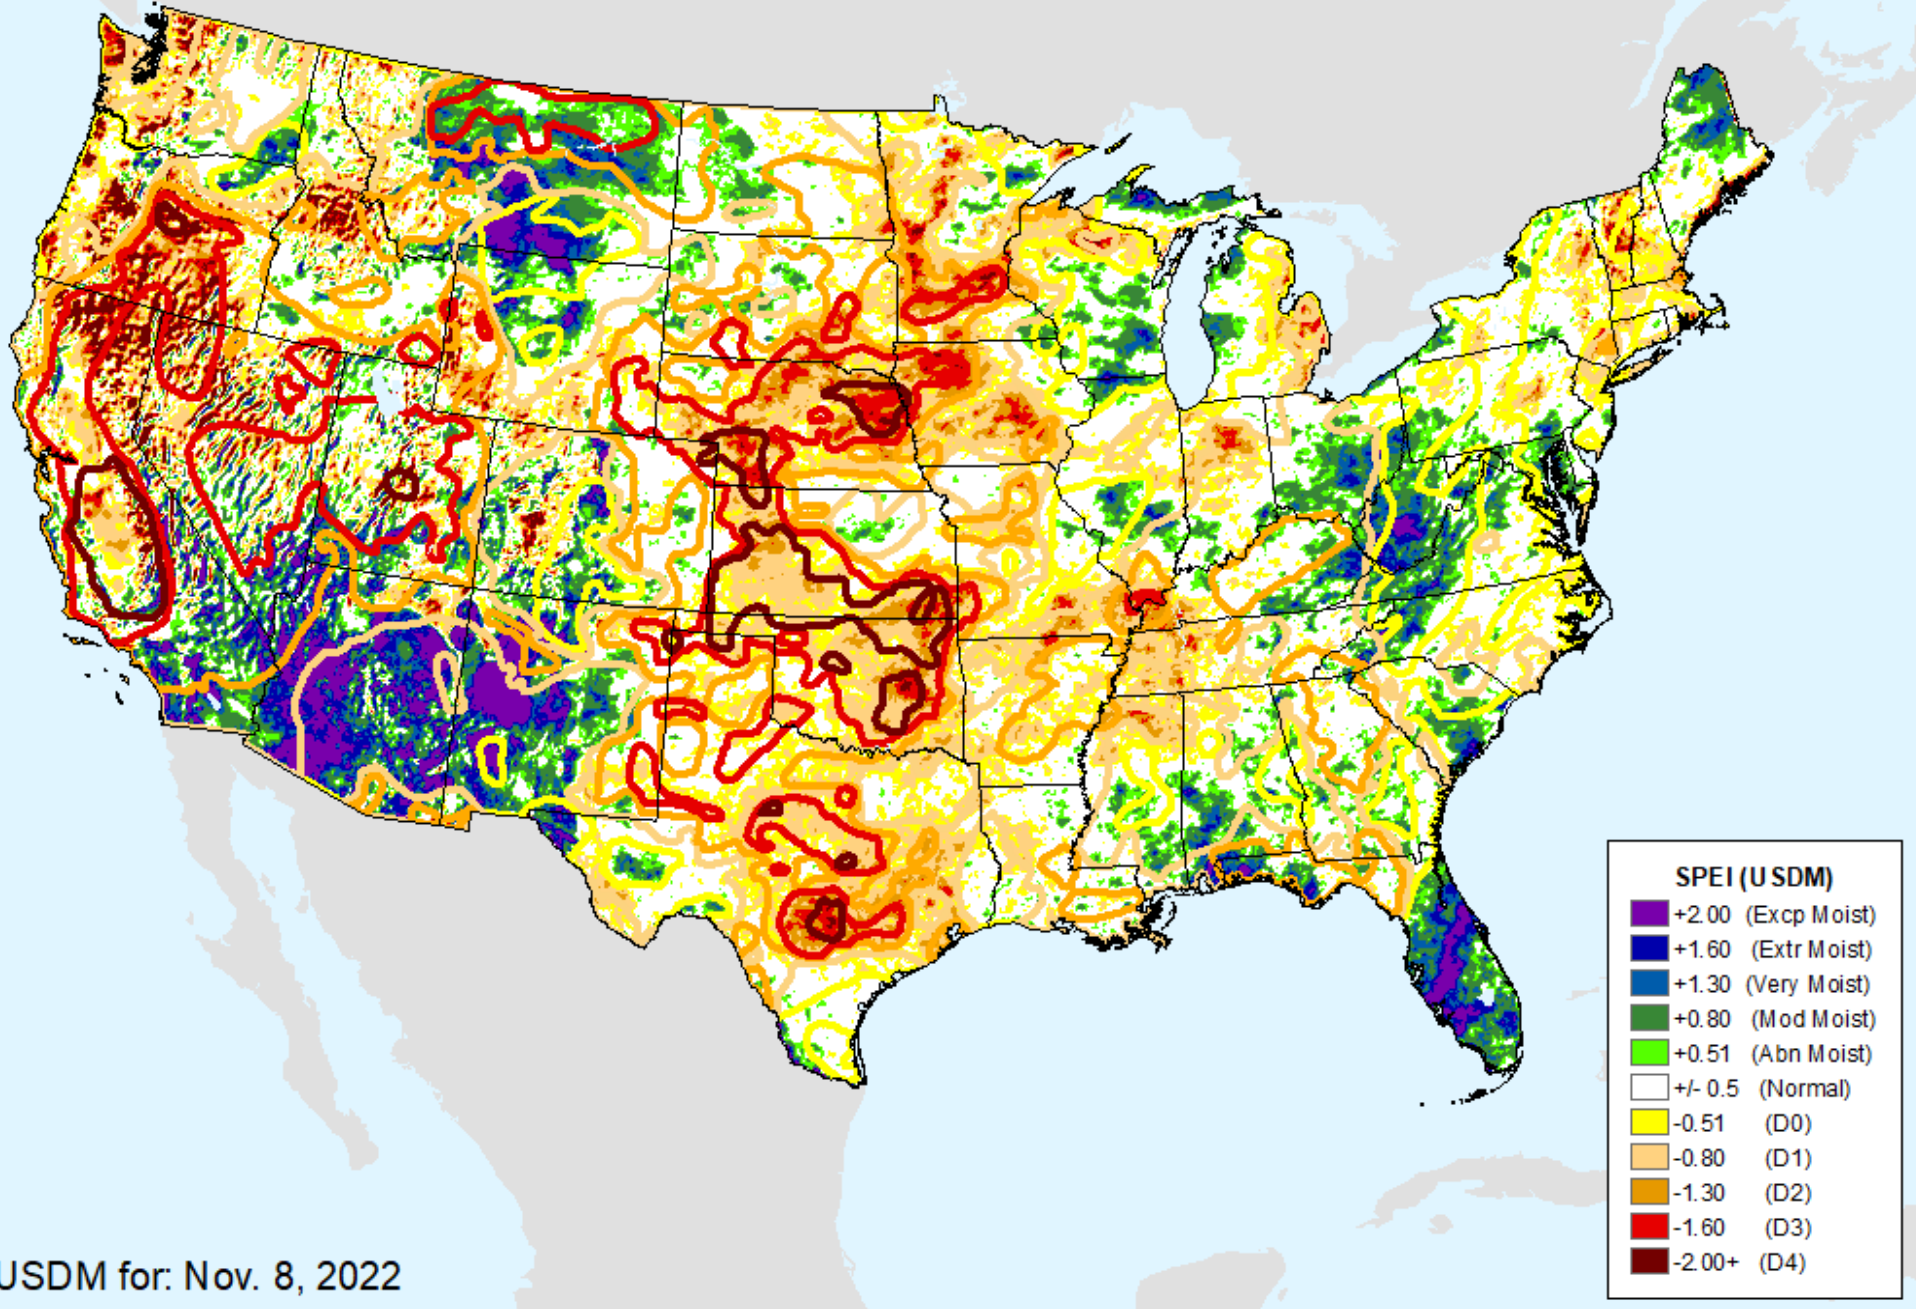 SPEI (USDM)
+2.00 (Excp Moist)
+1.60 (Extr Moist)
+1.30 (Very Moist)
+0.80 (Mod Moist)
+0.51 (Abn Moist)
+/- 0.5 (Normal)
-0.51 (D0)
-0.80 (D1)
-1.30 (D2)
-1.60 (D3)
-2.00+ (D4)
USDM for: Nov. 8, 2022